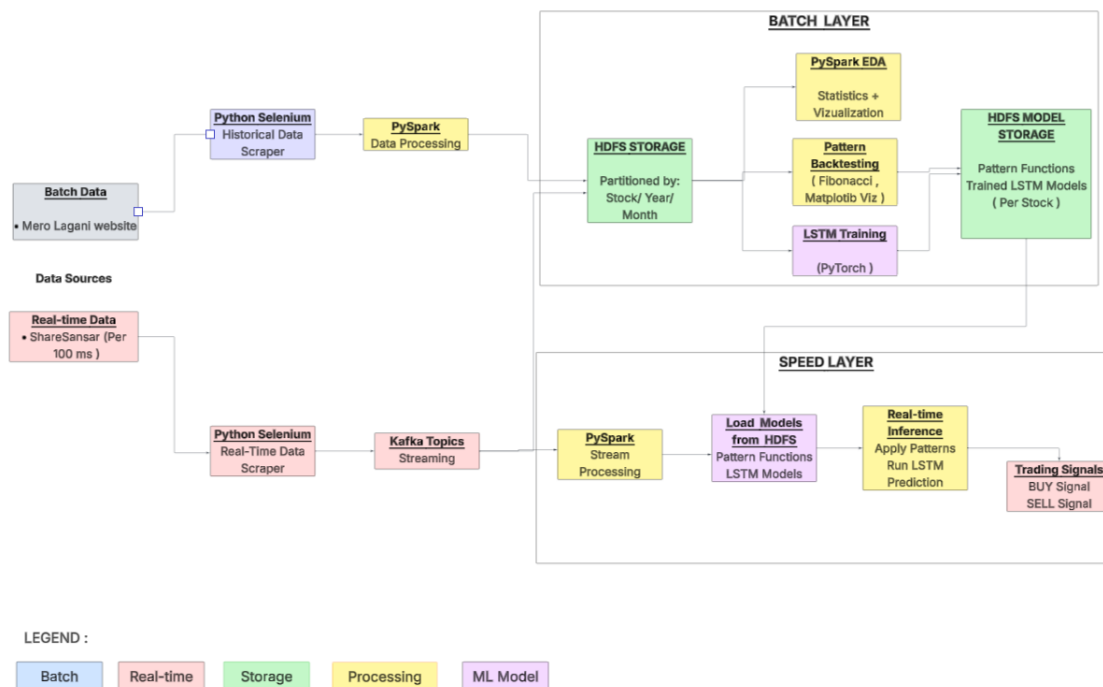 BATCH LAYER
PySpark EDA
Statistics +
Vizualization
Python Selenium
Historical Data
Scraper
PySpark
Data Processing
HDFS STORAGE
Partitioned by:
Stock/ Year/
Month
Pattern
Backtesting
( Fibonacci ,
Matplotib Viz )
HDFS MODEL
STORAGE
Pattern Functions
Trained LSTM Models
( Per Stock )
LSTM Training
(PyTorch )
Batch Data
• Mero Lagani website
Data Sources
Real-time Data
• ShareSansar (Per
100 ms )
SPEED LAYER
Python Selenium
Real-Time Data
Scraper
Kafka Topics
Streaming
PySpark
Stream
Processing
Load Models
from HDFS
Pattern Functions
LSTM Models
Real-time
Inference
Apply Patterns
Run LSTM
Prediction
Trading Signals
BUY Signal
SELL Signal
LEGEND :
Batch
Real-time
Storage
Processing
ML Model